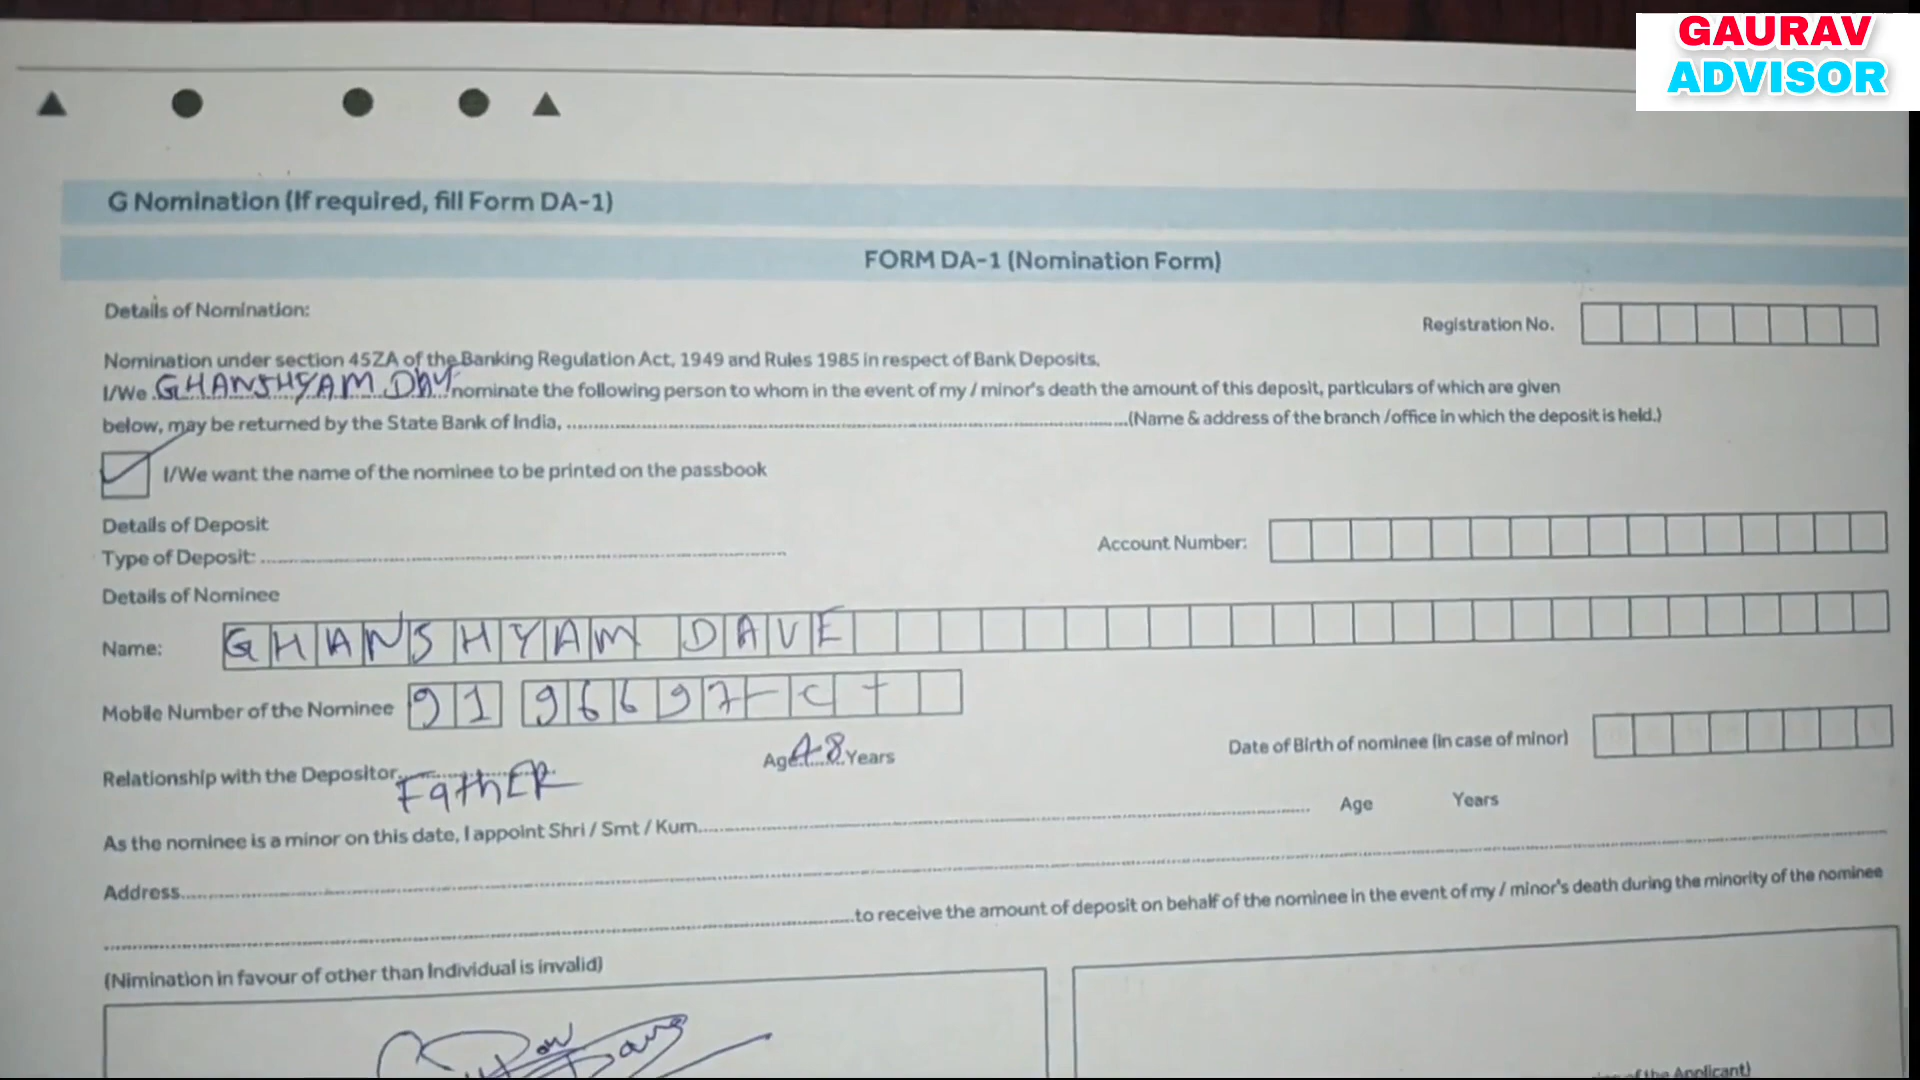 GAURAV
ADVISOR
G Nomination (If required, fill Form DA-1)
FORM DA-1 (Nomination Form)
Details of Nomination:
Registration No.
Nomination under section 45ZA of the Banking Regulation Act, 1949 and Rules 1985 in respect of Bank Deposits.
I/We GHANSHYAM DAV nominate the following person to whom in the event of my / minor's death the amount of this deposit, particulars of which are given
below, may be returned by the State Bank of India, ........(Name & address of the branch /office in which the deposit is held.)
I/We want the name of the nominee to be printed on the passbook
Details of Deposit
Type of Deposit:
Account Number:
Details of Nominee
Name: GHANSHYAM DAVE
Mobile Number of the Nominee 91 96697
Relationship with the Depositor FathER Age 48 Years Date of Birth of nominee (in case of minor)
As the nominee is a minor on this date, I appoint Shri / Smt / Kum........ Age Years
Address........
........to receive the amount of deposit on behalf of the nominee in the event of my / minor's death during the minority of the nominee
(Nimination in favour of other than Individual is invalid)
of the Applicant)